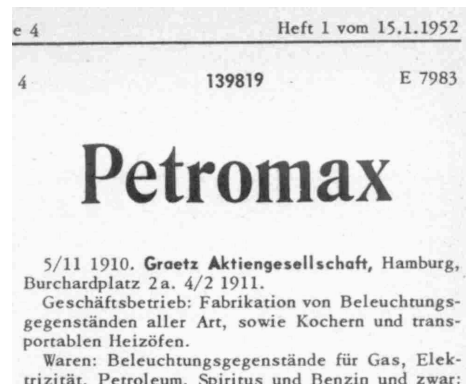 e 4 Heft 1 vom 15.1.1952
4 139819 E 7983
Petromax
5/11 1910. Graetz Aktiengesellschaft, Hamburg,
Burchardplatz 2a. 4/2 1911.
Geschäftsbetrieb: Fabrikation von Beleuchtungs-
gegenständen aller Art, sowie Kochern und trans-
portablen Heizöfen.
Waren: Beleuchtungsgegenstände für Gas, Elek-
trizität, Petroleum, Spiritus und Benzin und zwar: